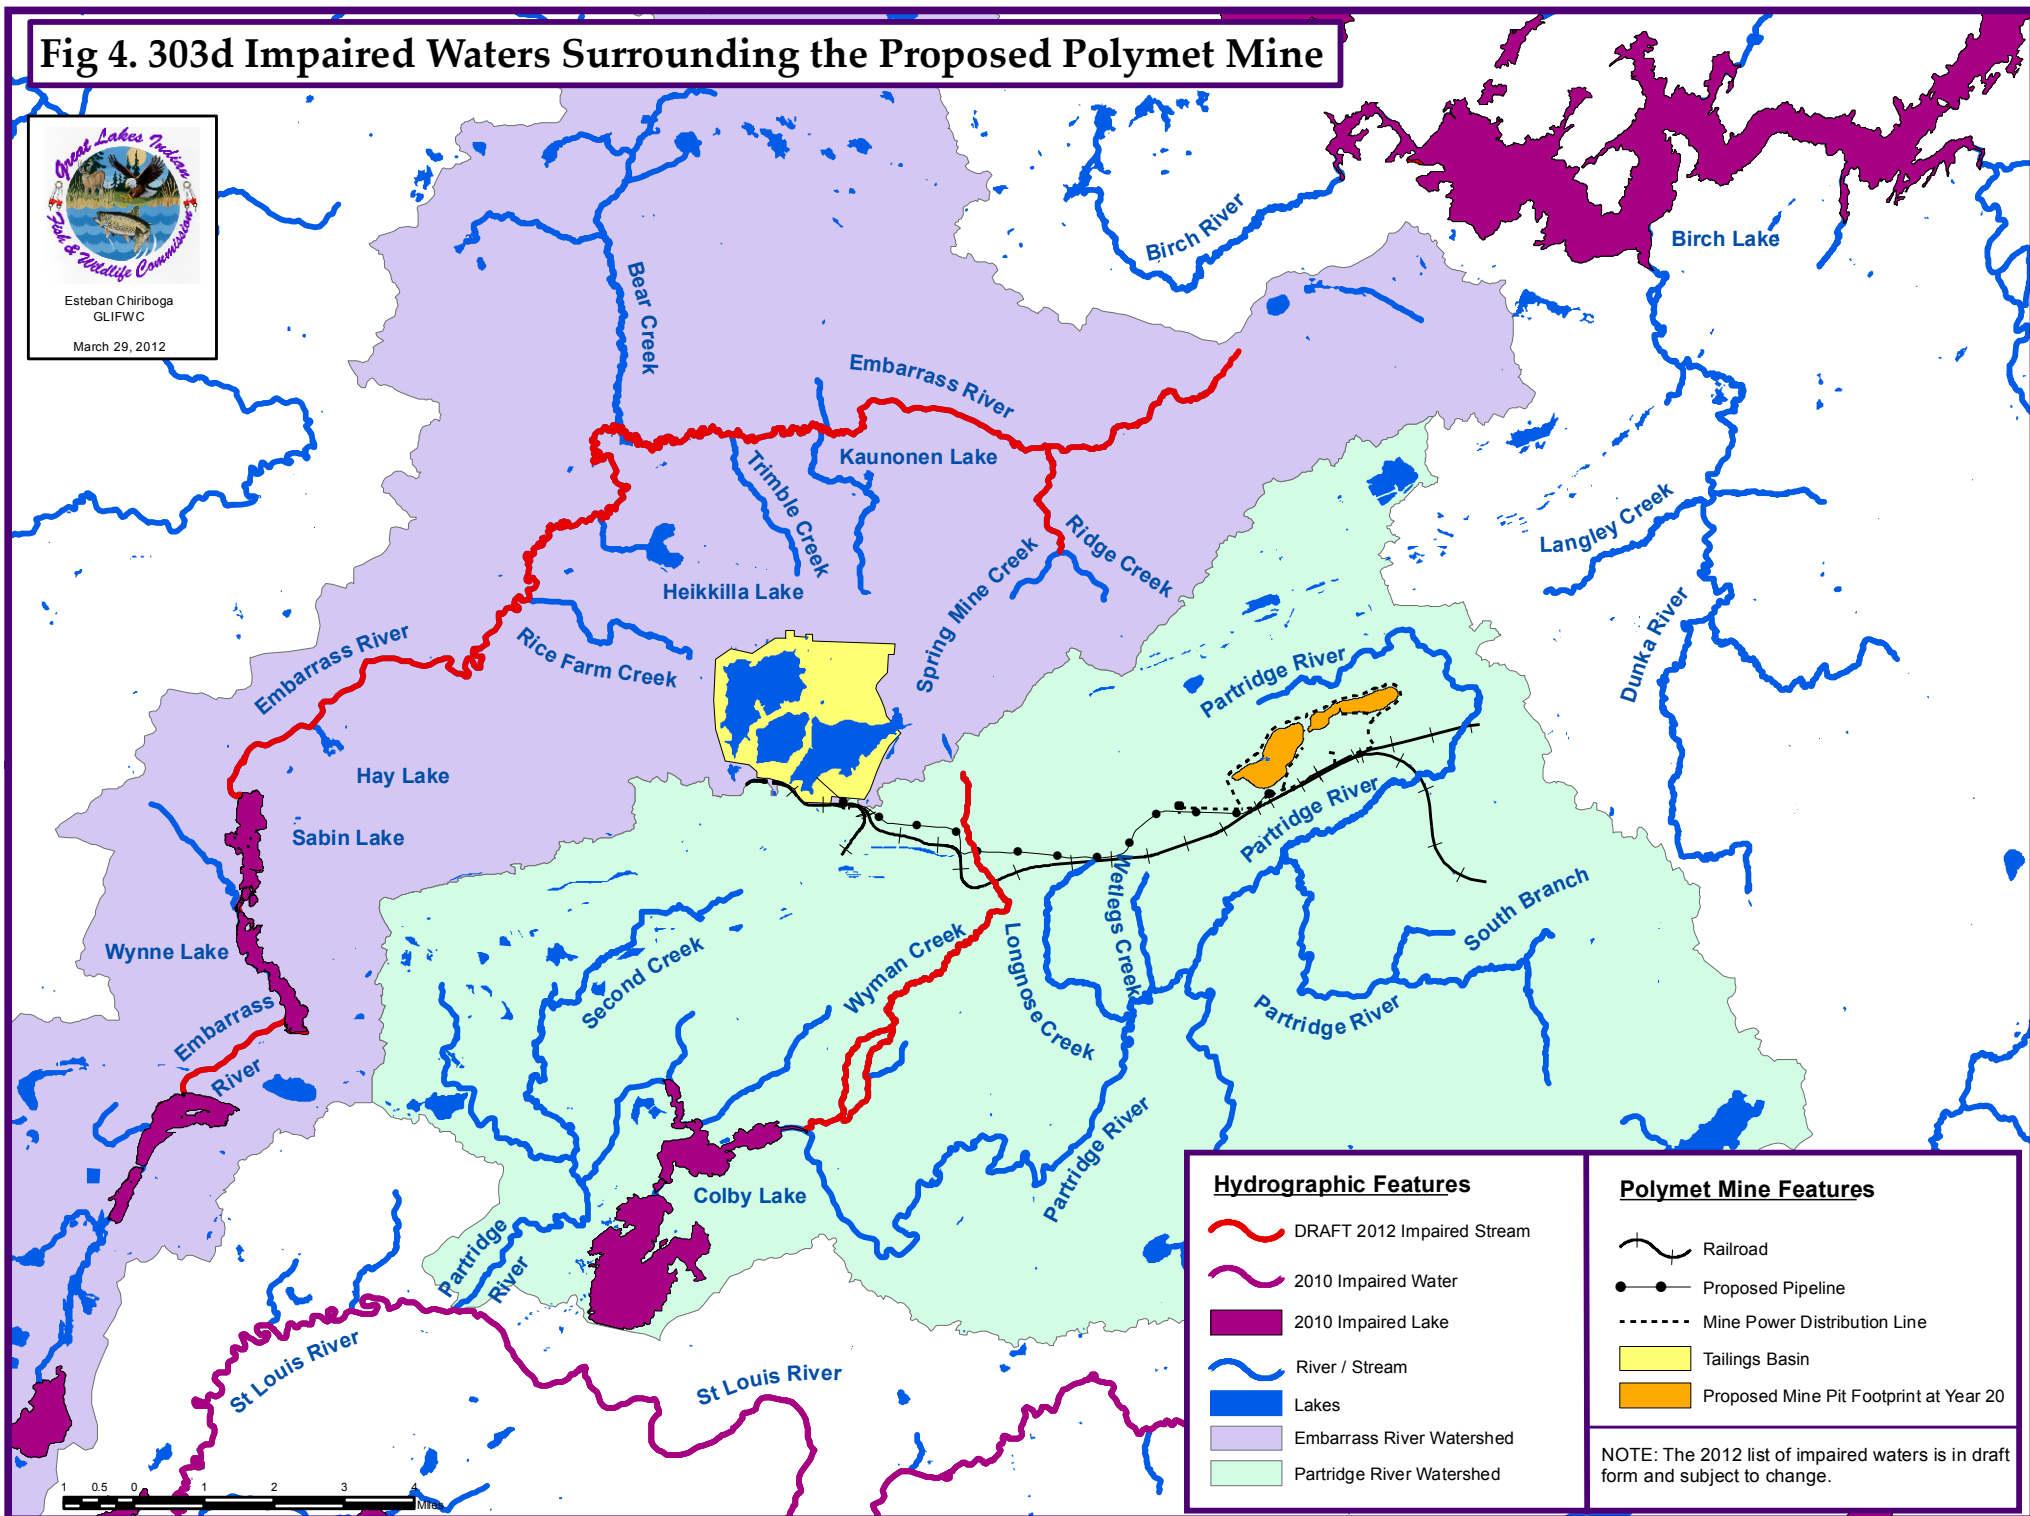 Fig 4. 303d Impaired Waters Surrounding the Proposed Polymet Mine
Great Lakes Indian
Fish & Wildlife Commission
Esteban Chiriboga
GLIFWC
March 29, 2012
Birch River
Birch Lake
Bear Creek
Embarrass River
Kaunonen Lake
Trimble Creek
Langley Creek
Ridge Creek
Spring Mine Creek
Heikkilla Lake
Dunka River
Embarrass River
Rice Farm Creek
Partridge River
Hay Lake
Sabin Lake
Partridge River
Wetlegs Creek
South Branch
Wynne Lake
Second Creek
Wyman Creek
Longnose Creek
Partridge River
Embarrass
River
Partridge River
Colby Lake
Partridge
River
St Louis River
St Louis River
1 0.5 0 1 2 3 4
Miles
Hydrographic Features
DRAFT 2012 Impaired Stream
2010 Impaired Water
2010 Impaired Lake
River / Stream
Lakes
Embarrass River Watershed
Partridge River Watershed
Polymet Mine Features
Railroad
Proposed Pipeline
Mine Power Distribution Line
Tailings Basin
Proposed Mine Pit Footprint at Year 20
NOTE: The 2012 list of impaired waters is in draft
form and subject to change.